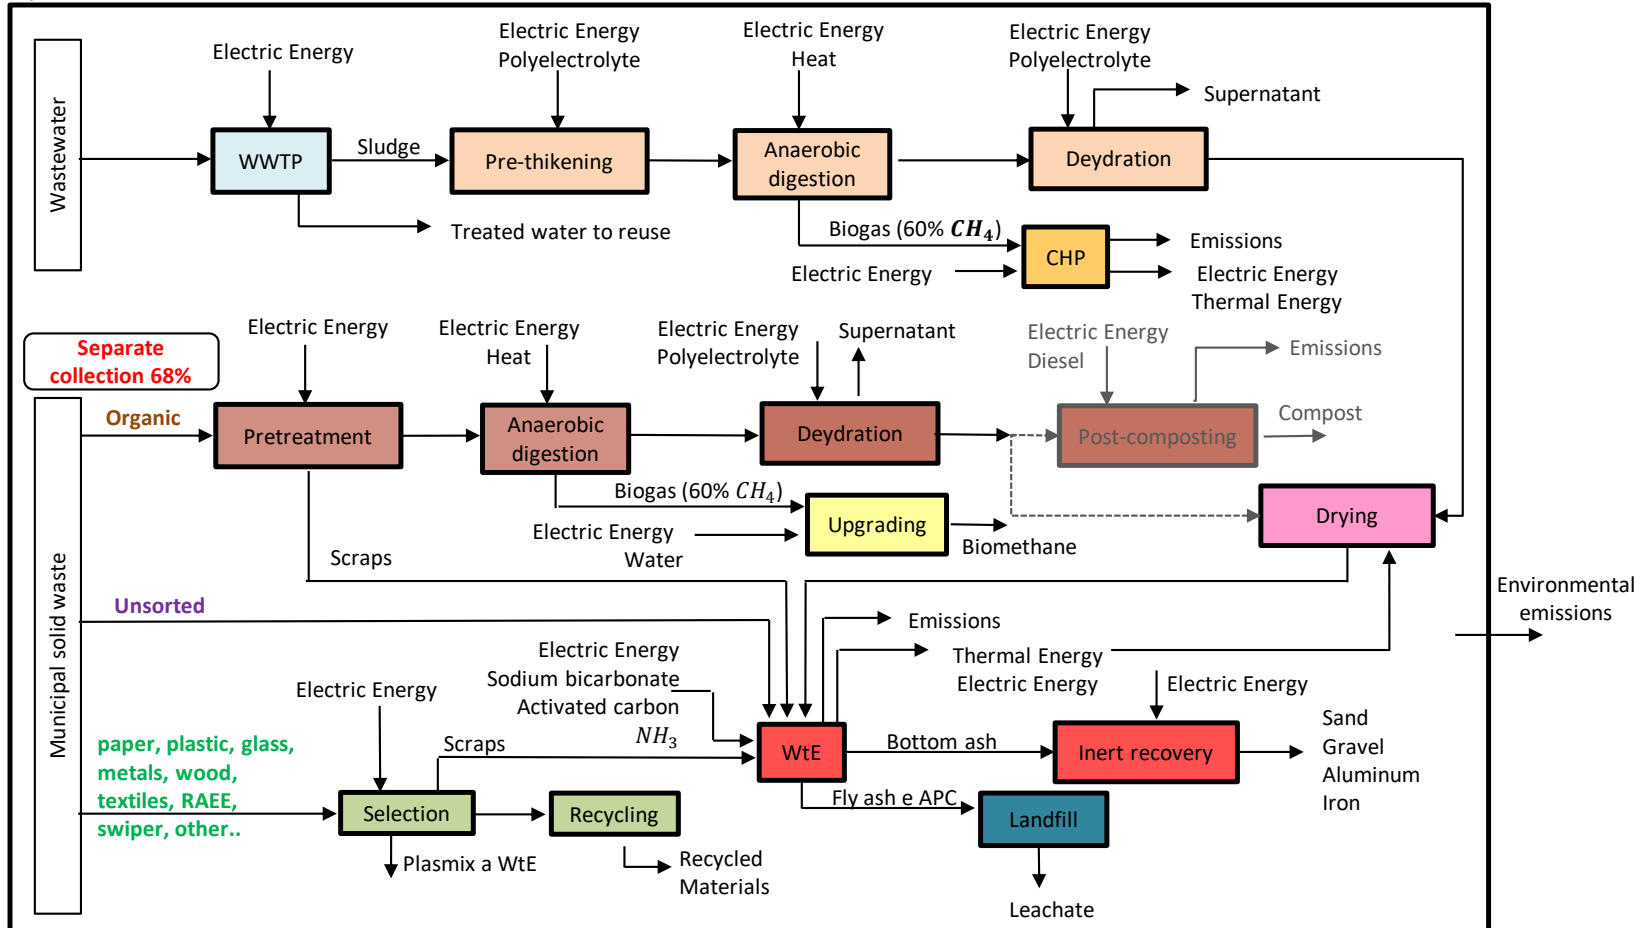 Wastewater
Electric Energy
WWTP
Sludge
Treated water to reuse
Electric Energy
Polyelectrolyte
Pre-thikening
Electric Energy
Heat
Anaerobic
digestion
Electric Energy
Polyelectrolyte
Deydration
Supernatant
Biogas (60% CH₄)
Electric Energy
CHP
Emissions
Electric Energy
Thermal Energy
Separate
collection 68%
Municipal solid waste
Organic
Electric Energy
Pretreatment
Electric Energy
Heat
Anaerobic
digestion
Electric Energy
Polyelectrolyte
Supernatant
Deydration
Electric Energy
Diesel
Emissions
Post-composting
Compost
Biogas (60% CH₄)
Electric Energy
Water
Upgrading
Biomethane
Drying
Scraps
Unsorted
Emissions
Thermal Energy
Electric Energy
Electric Energy
Sodium bicarbonate
Activated carbon
NH₃
Electric Energy
paper, plastic, glass,
metals, wood,
textiles, RAEE,
swiper, other..
Scraps
Selection
Recycling
Plasmix a WtE
Recycled
Materials
WtE
Bottom ash
Electric Energy
Inert recovery
Sand
Gravel
Aluminum
Iron
Fly ash e APC
Landfill
Leachate
Environmental
emissions